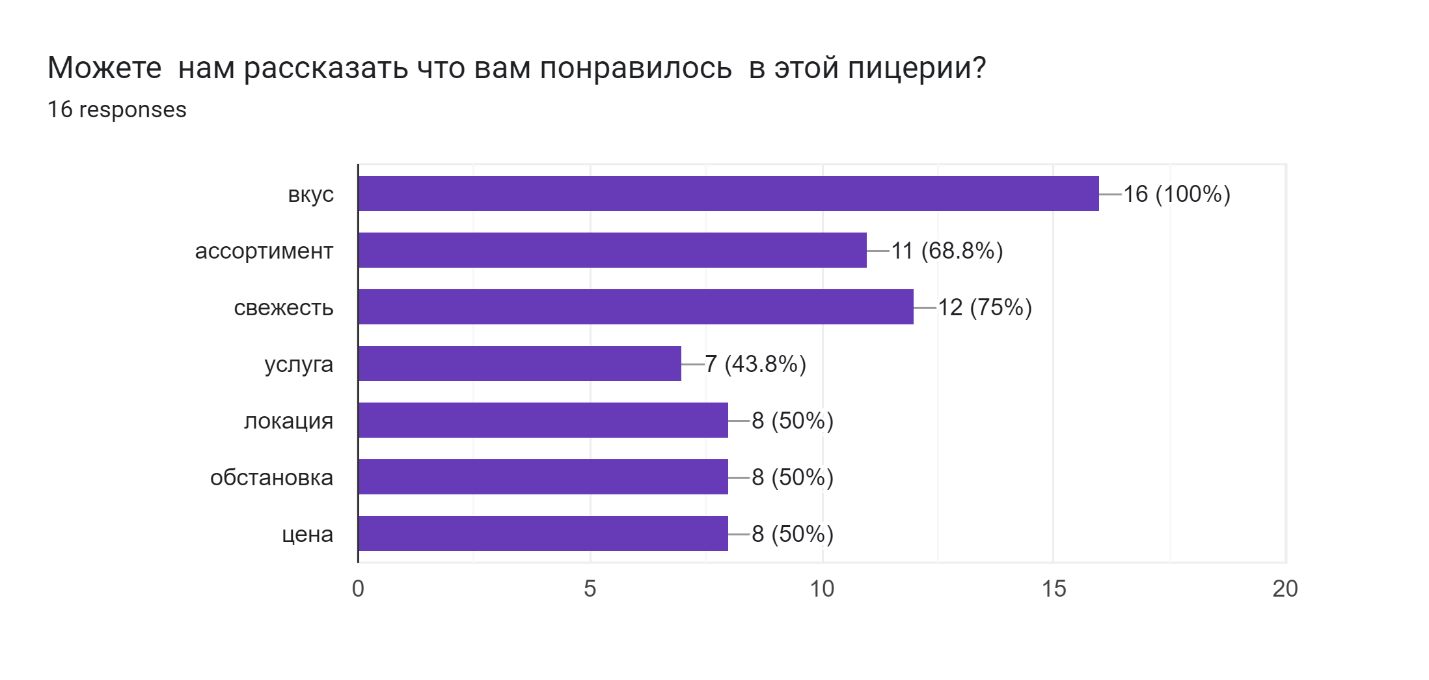 Можете  нам рассказать что вам понравилось  в этой пицерии?
16 responses
вкус 16 (100%)
ассортимент 11 (68.8%)
свежесть 12 (75%)
услуга 7 (43.8%)
локация 8 (50%)
обстановка 8 (50%)
цена 8 (50%)
0 5 10 15 20